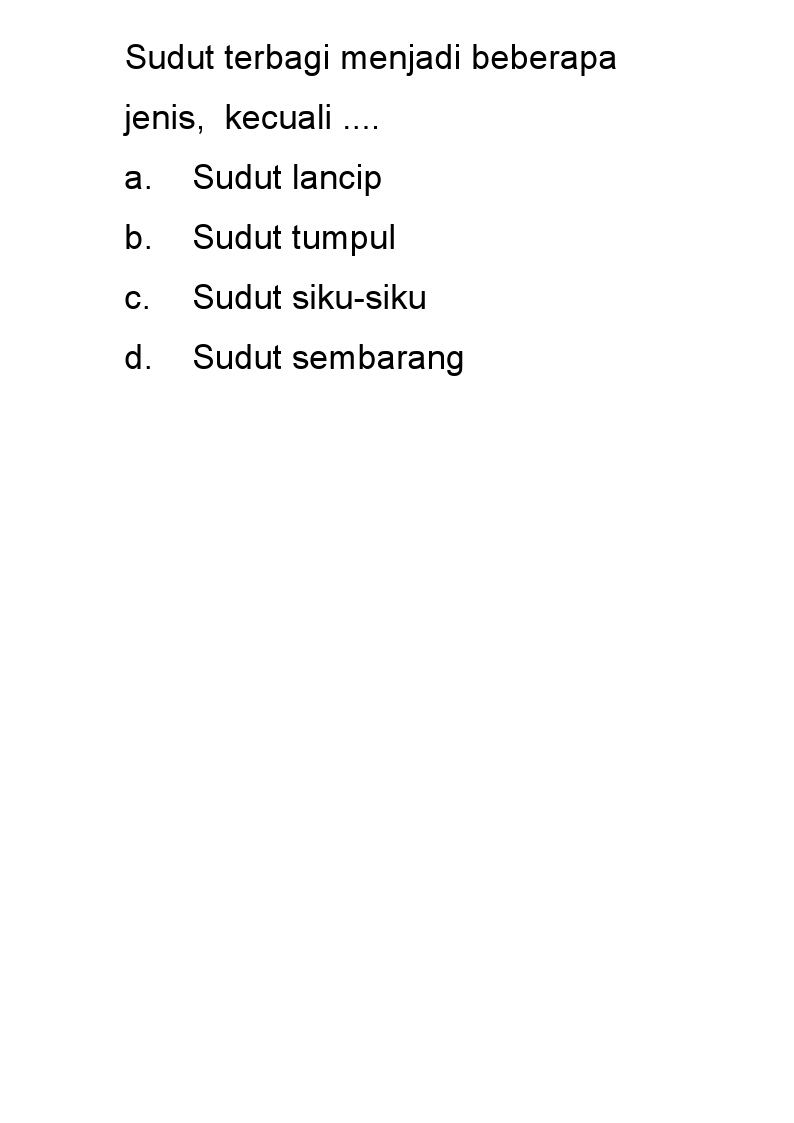 Sudut terbagi menjadi beberapa
jenis,  kecuali ....
a. Sudut lancip
b. Sudut tumpul
c. Sudut siku-siku
d. Sudut sembarang